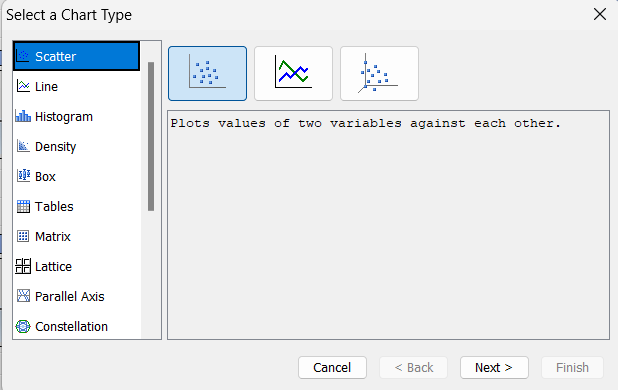 Select a Chart Type
Scatter
Line
Histogram
Density
Box
Tables
Matrix
Lattice
Parallel Axis
Constellation
Plots values of two variables against each other.
Cancel
< Back
Next >
Finish